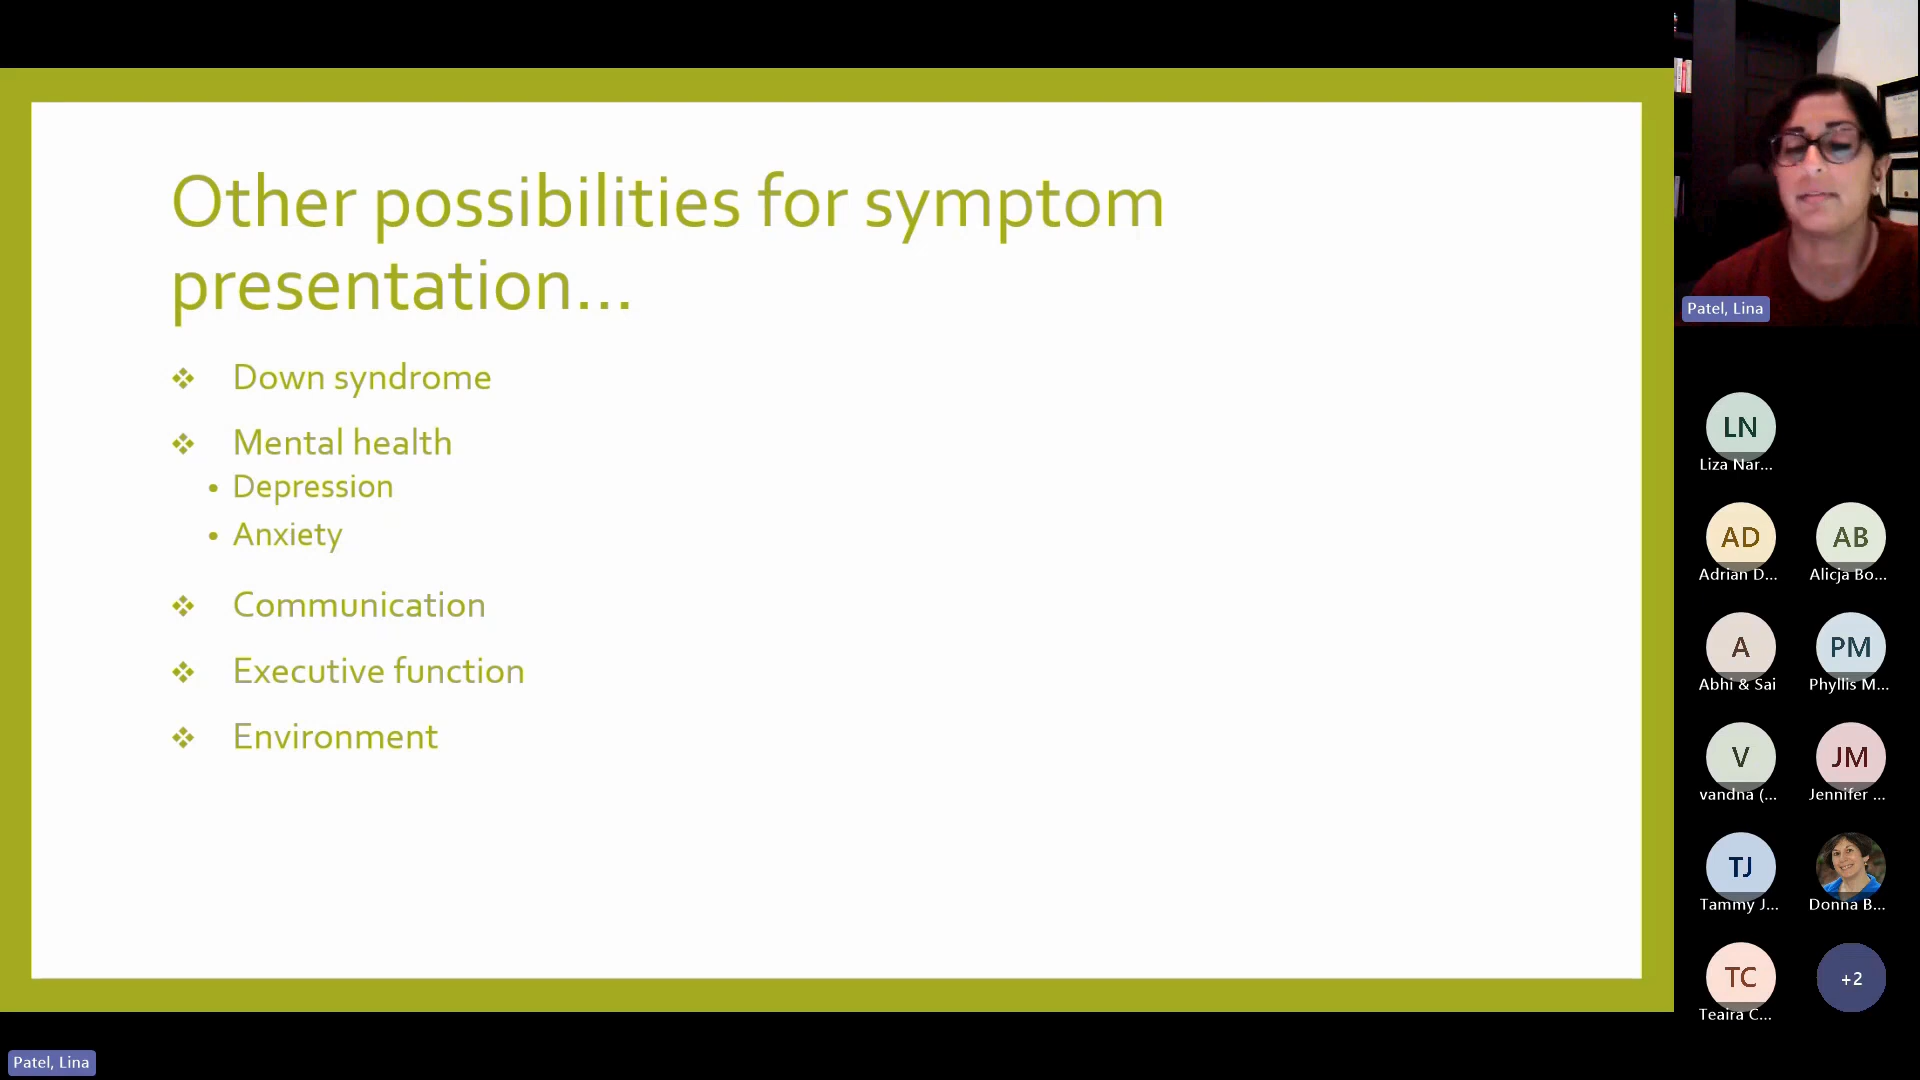 Other possibilities for symptom
presentation...
❖ Down syndrome
❖ Mental health
• Depression
• Anxiety
❖ Communication
❖ Executive function
❖ Environment
Patel, Lina
LN
Liza Nar...
AD
Adrian D...
AB
Alicja Bo...
A
Abhi & Sai
PM
Phyllis M...
V
vandna (...
JM
Jennifer ...
TJ
Tammy J...
Donna B...
TC
Teaira C...
+2
Patel, Lina